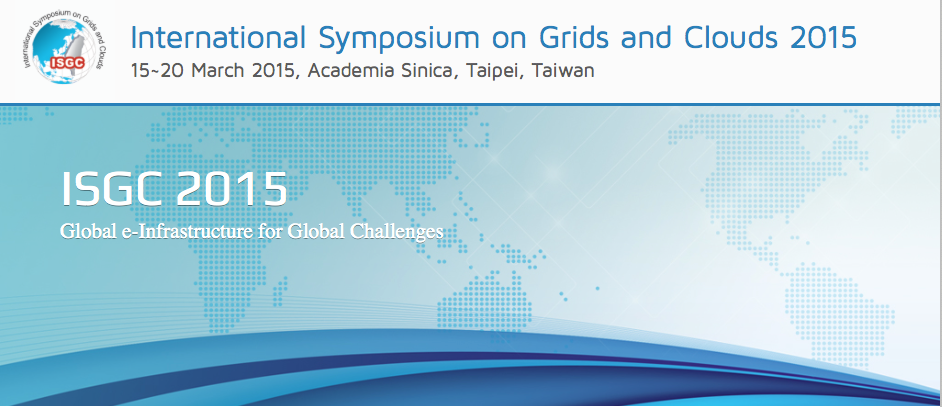 International Symposium on Grids and Clouds
ISGC
International Symposium on Grids and Clouds 2015
15~20 March 2015, Academia Sinica, Taipei, Taiwan
ISGC 2015
Global e-Infrastructure for Global Challenges